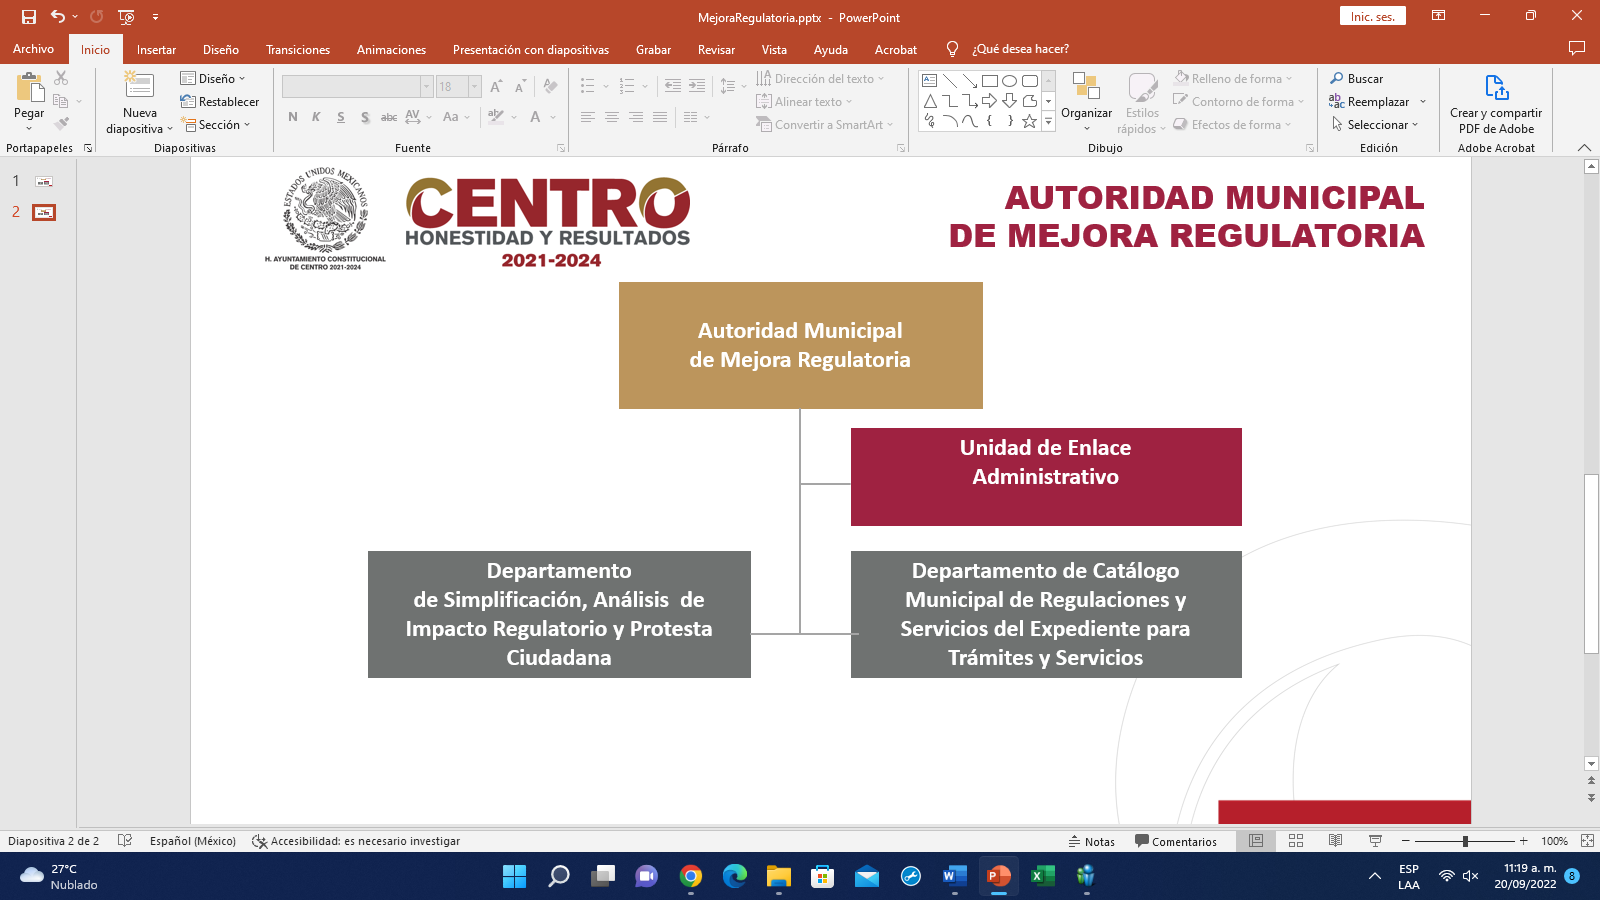 MejoraRegulatoria.pptx - PowerPoint
Inic. ses.
Archivo
Inicio
Insertar
Diseño
Transiciones
Animaciones
Presentación con diapositivas
Grabar
Revisar
Vista
Ayuda
Acrobat
¿Qué desea hacer?
Pegar
Portapapeles
Nueva
diapositiva
Diseño
Restablecer
Sección
Diapositivas
18
N K S S abc AV Aa A
Fuente
Dirección del texto
Alinear texto
Convertir a SmartArt
Párrafo
Organizar
Estilos
rápidos
Relleno de forma
Contorno de forma
Efectos de forma
Dibujo
Buscar
Reemplazar
Seleccionar
Edición
Crear y compartir
PDF de Adobe
Adobe Acrobat
1
2
ESTADOS UNIDOS MEXICANOS
H. AYUNTAMIENTO CONSTITUCIONAL
DE CENTRO 2021-2024
CENTRO
HONESTIDAD Y RESULTADOS
2021-2024
AUTORIDAD MUNICIPAL
DE MEJORA REGULATORIA
Autoridad Municipal
de Mejora Regulatoria
Unidad de Enlace
Administrativo
Departamento
de Simplificación, Análisis  de
Impacto Regulatorio y Protesta
Ciudadana
Departamento de Catálogo
Municipal de Regulaciones y
Servicios del Expediente para
Trámites y Servicios
Diapositiva 2 de 2
Español (México)
Accesibilidad: es necesario investigar
Notas
Comentarios
100%
27°C
Nublado
ESP
LAA
11:19 a. m.
20/09/2022
8